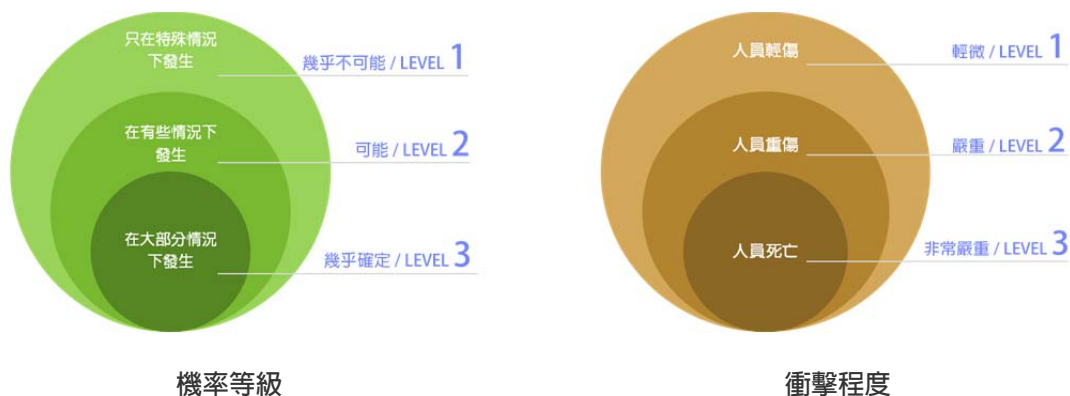 只在特殊情況
下發生
幾乎不可能 / LEVEL 1
在有些情況下
發生
可能 / LEVEL 2
在大部分情況
下發生
幾乎確定 / LEVEL 3
機率等級
人員輕傷
輕微 / LEVEL 1
人員重傷
嚴重 / LEVEL 2
人員死亡
非常嚴重 / LEVEL 3
衝擊程度